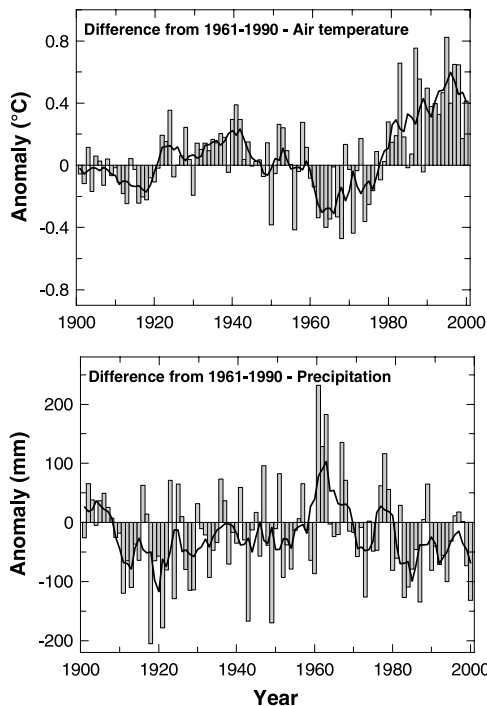 Difference from 1961-1990 - Air temperature
0.8
0.4
0
-0.4
-0.8
Anomaly (°C)
1900 1920 1940 1960 1980 2000
Difference from 1961-1990 - Precipitation
200
100
0
-100
-200
Anomaly (mm)
1900 1920 1940 1960 1980 2000
Year